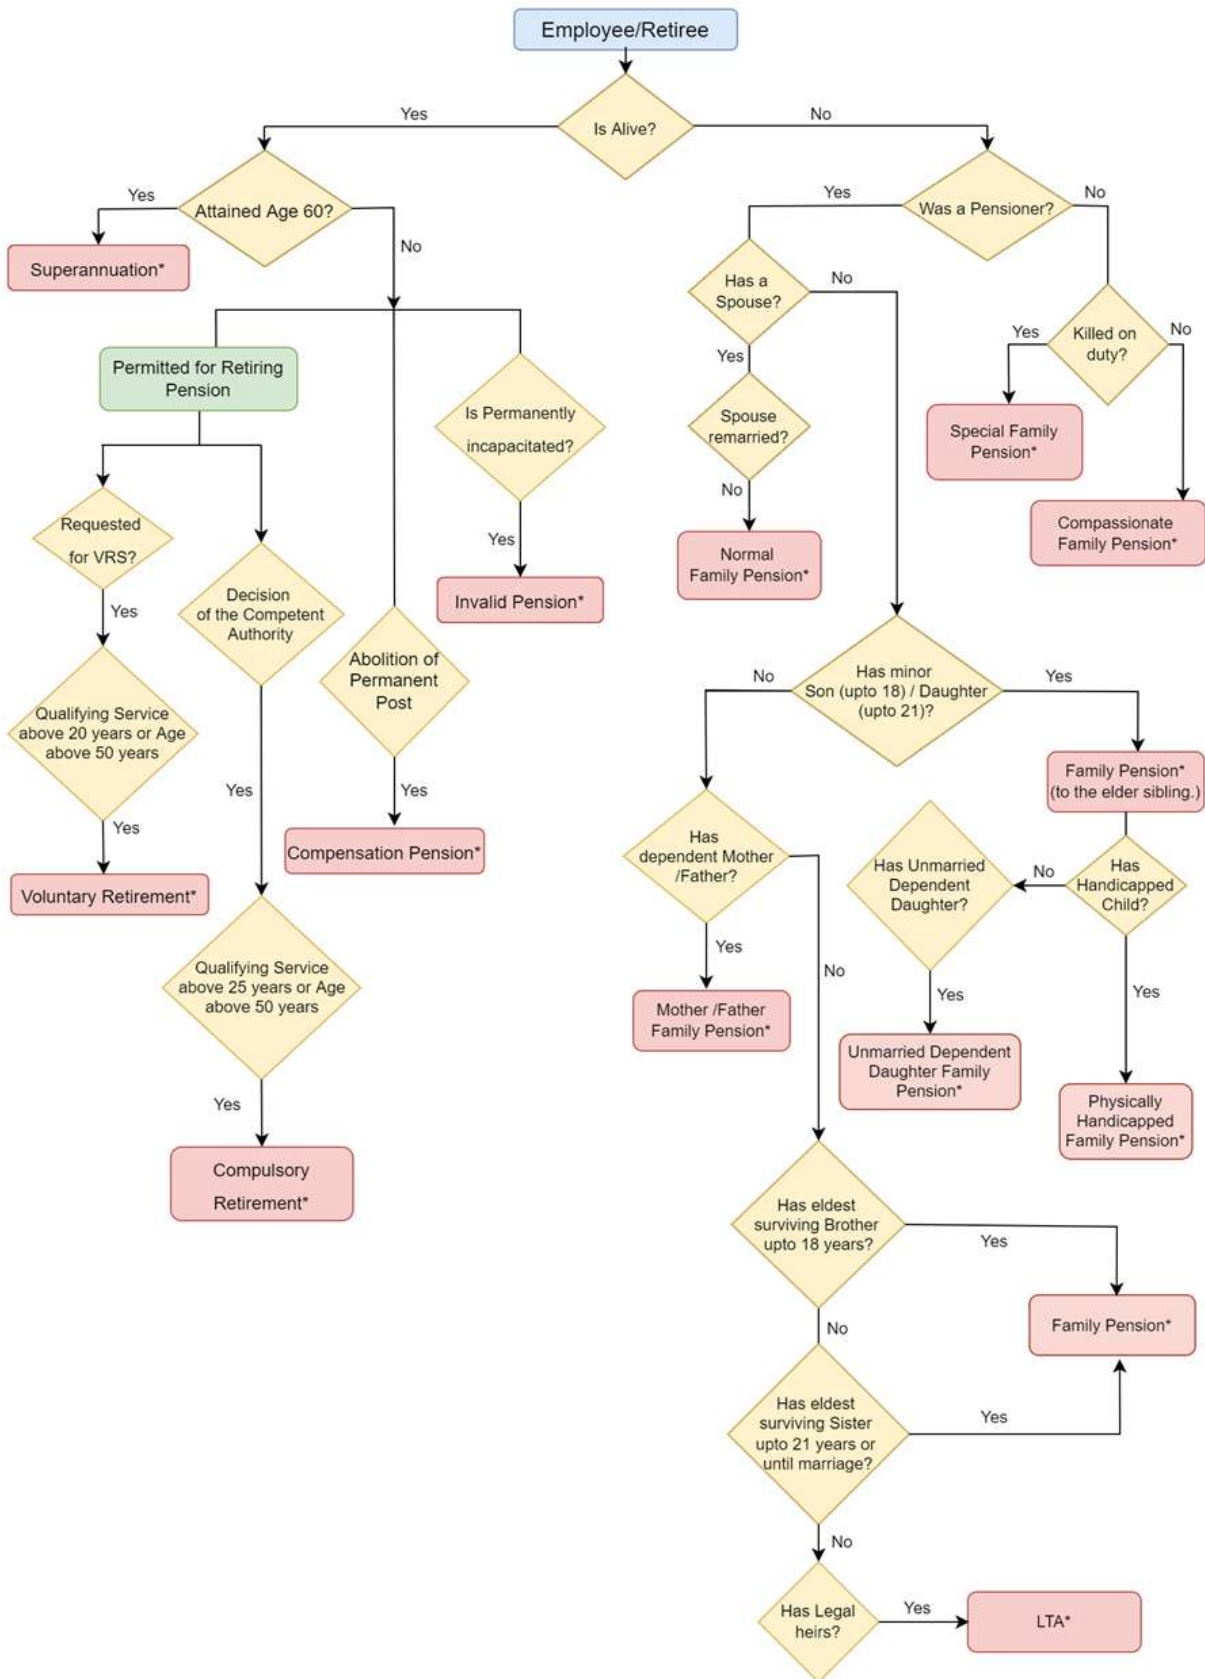 Employee/Retiree
Is Alive?
Yes
No
Attained Age 60?
Yes
No
Superannuation*
Permitted for Retiring
Pension
Requested
for VRS?
Yes
Qualifying Service
above 20 years or Age
above 50 years
Yes
Voluntary Retirement*
Decision
of the Competent
Authority
Yes
Qualifying Service
above 25 years or Age
above 50 years
Yes
Compulsory
Retirement*
Abolition of
Permanent
Post
Yes
Compensation Pension*
Is Permanently
incapacitated?
Yes
Invalid Pension*
Was a Pensioner?
Yes
No
Has a
Spouse?
No
Yes
Spouse
remarried?
No
Normal
Family Pension*
Killed on
duty?
Yes
No
Special Family
Pension*
Compassionate
Family Pension*
Has minor
Son (upto 18) / Daughter
(upto 21)?
No
Yes
Family Pension*
(to the elder sibling.)
Has
Handicapped
Child?
No
Yes
Has Unmarried
Dependent
Daughter?
Yes
Unmarried Dependent
Daughter Family
Pension*
Physically
Handicapped
Family Pension*
Has
dependent Mother
/Father?
Yes
No
Mother /Father
Family Pension*
Has eldest
surviving Brother
upto 18 years?
Yes
No
Family Pension*
Has eldest
surviving Sister
upto 21 years or
until marriage?
Yes
No
Has Legal
heirs?
Yes
LTA*